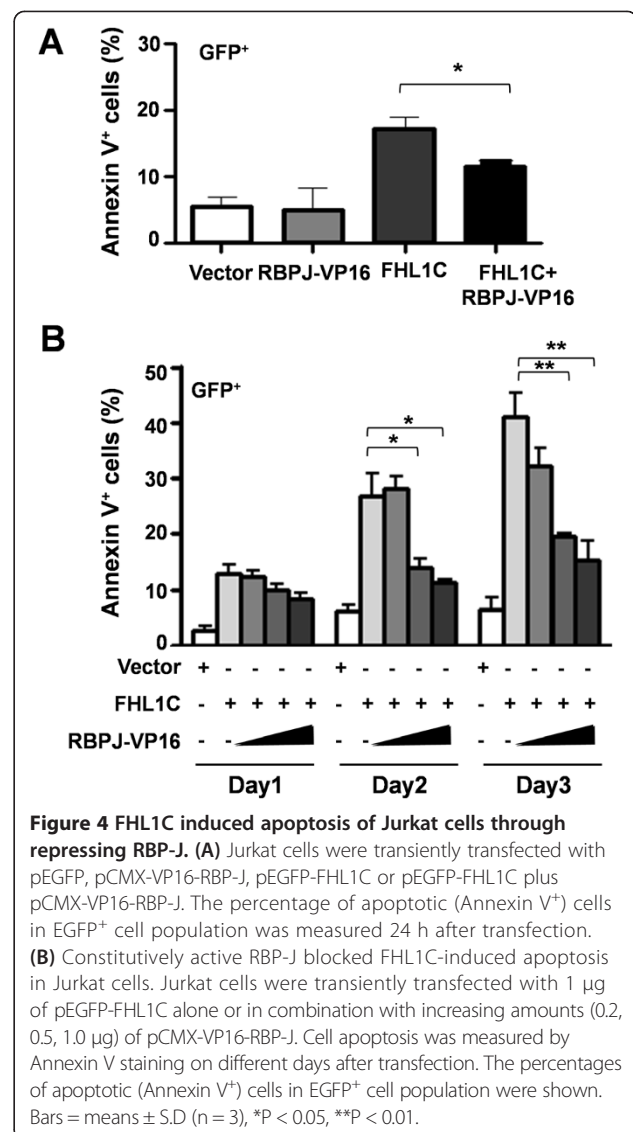 A
GFP⁺
*
Annexin V⁺ cells (%)
30
20
10
0
Vector RBPJ-VP16 FHL1C FHL1C+
RBPJ-VP16
B
GFP⁺
* * ** **
Annexin V⁺ cells (%)
50
40
30
20
10
0
Vector + - - - - + - - - - + - - - -
FHL1C - + + + + - + + + + - + + + +
RBPJ-VP16 - - - - - -
Day1 Day2 Day3
Figure 4 FHL1C induced apoptosis of Jurkat cells through
repressing RBP-J. (A) Jurkat cells were transiently transfected with
pEGFP, pCMX-VP16-RBP-J, pEGFP-FHL1C or pEGFP-FHL1C plus
pCMX-VP16-RBP-J. The percentage of apoptotic (Annexin V⁺) cells
in EGFP⁺ cell population was measured 24 h after transfection.
(B) Constitutively active RBP-J blocked FHL1C-induced apoptosis
in Jurkat cells. Jurkat cells were transiently transfected with 1 μg
of pEGFP-FHL1C alone or in combination with increasing amounts (0.2,
0.5, 1.0 μg) of pCMX-VP16-RBP-J. Cell apoptosis was measured by
Annexin V staining on different days after transfection. The percentages
of apoptotic (Annexin V⁺) cells in EGFP⁺ cell population were shown.
Bars = means ± S.D (n = 3), *P < 0.05, **P < 0.01.